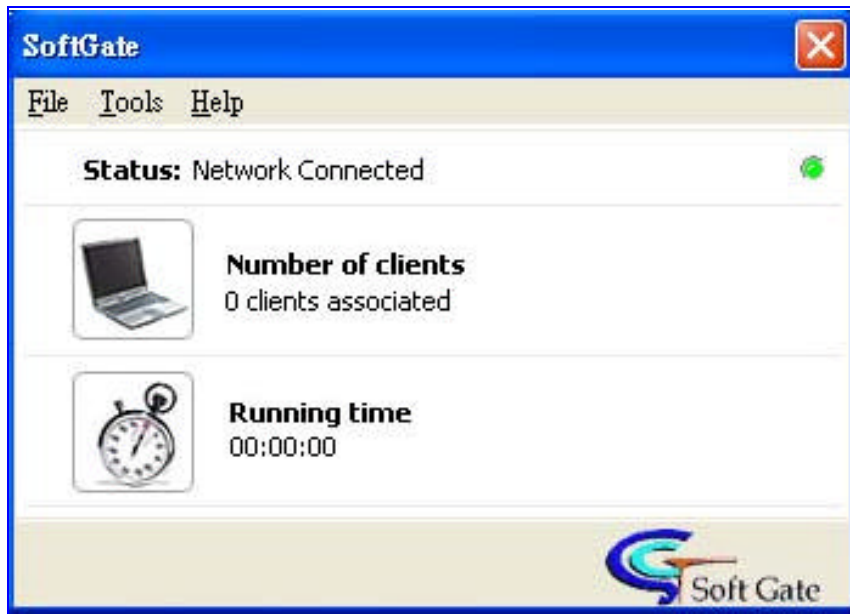 SoftGate
File Tools Help
Status: Network Connected
Number of clients
0 clients associated
Running time
00:00:00
Soft Gate